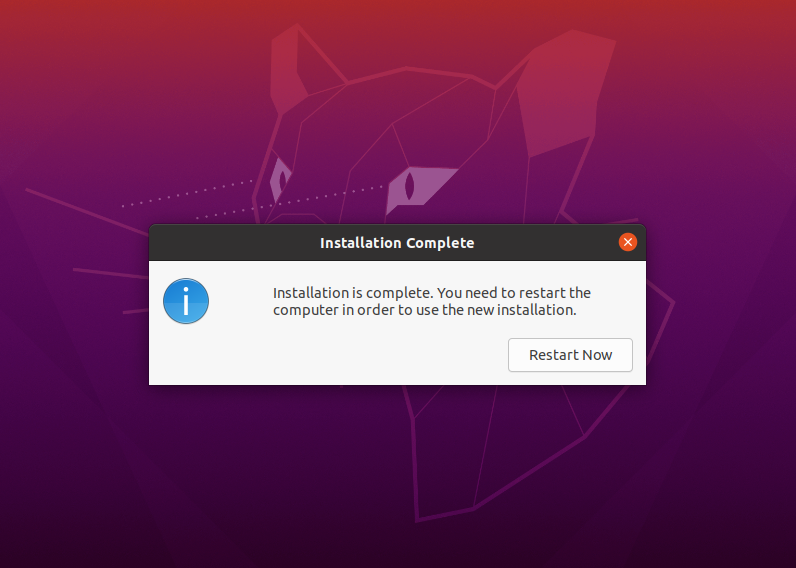 Installation Complete
Installation is complete. You need to restart the
computer in order to use the new installation.
Restart Now